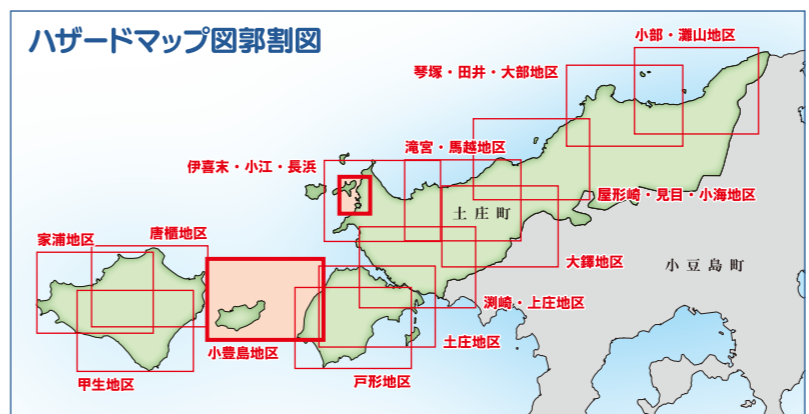 ハザードマップ図郭割図
小部・灘山地区
琴塚・田井・大部地区
滝宮・馬越地区
伊喜末・小江・長浜
屋形崎・見目・小海地区
土庄町
家浦地区
唐櫃地区
大鐸地区
小豆島町
渕崎・上庄地区
土庄地区
小豊島地区
戸形地区
甲生地区